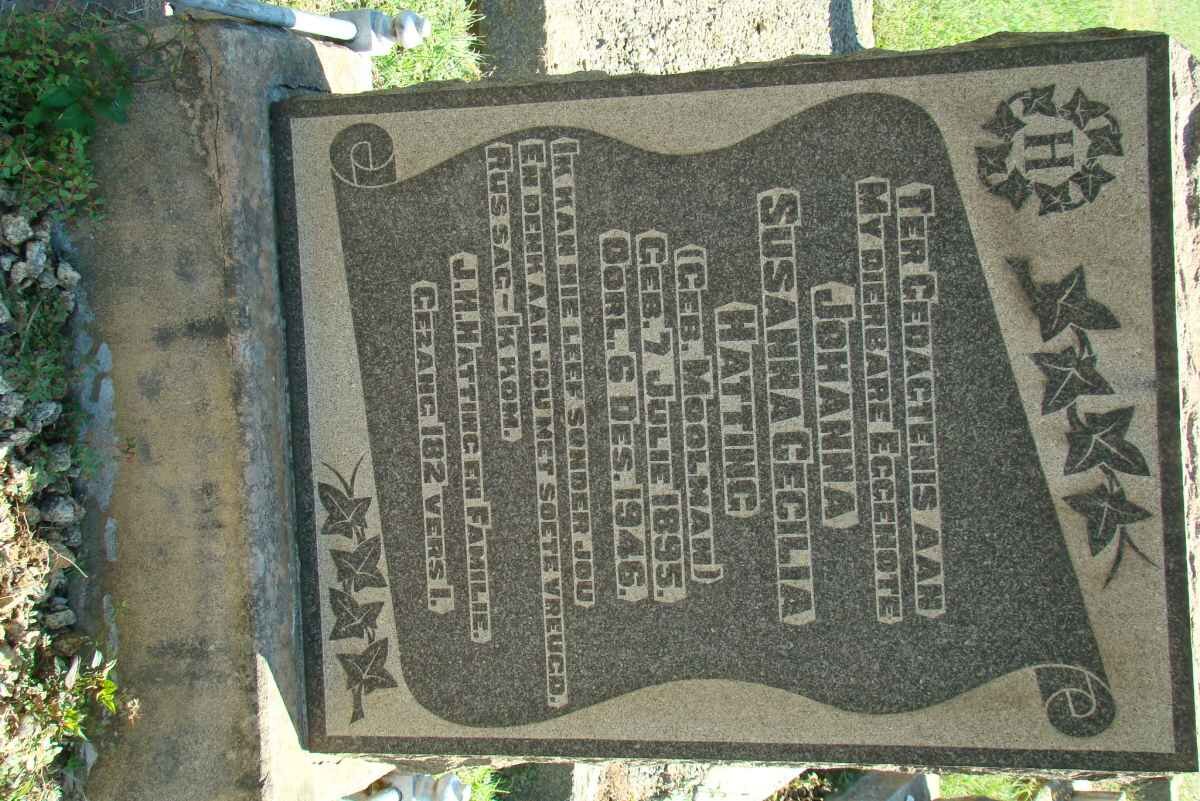 H
TER GEDAGTENIS AAN
MY DIERBARE EGGENOTE
JOHANNA
SUSANNA CECILIA
HATTING
(GEB. MOOLMAN)
GEB. 7 JULIE 1895.
OORL. 6 DES. 1946.
IK KAN NIE LEEF SONDER JOU
EN DENK AAN JOU MET SOETE VREUGD.
RUS SAG – IK KOM.
J.H. HATTING EN FAMILIE.
GESANG 182 VERS 1.